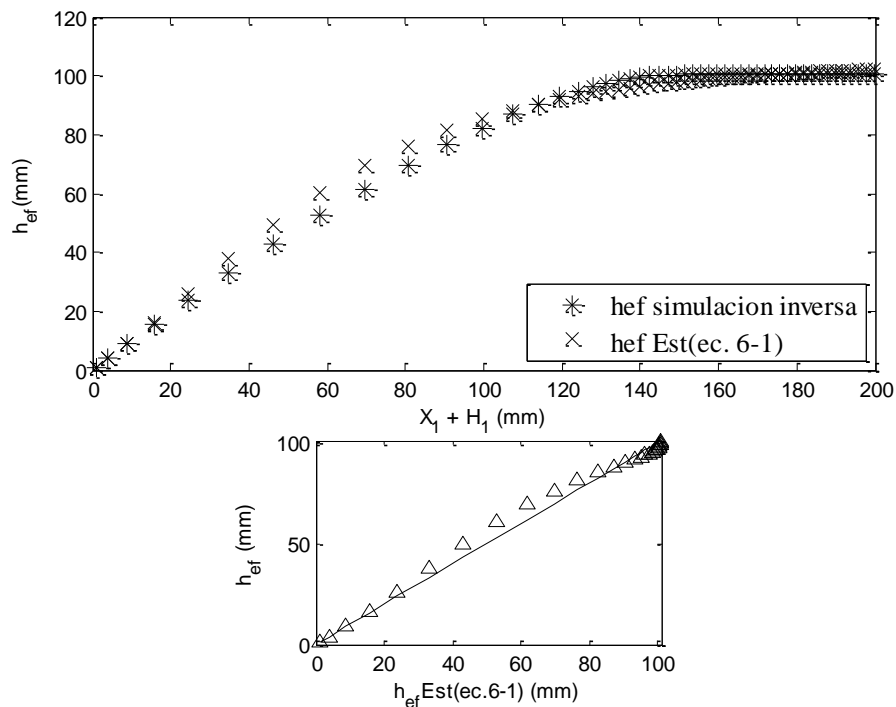 120
100
80
60
40
20
0
h_ef (mm)
hef simulacion inversa
hef Est(ec. 6-1)
0 20 40 60 80 100 120 140 160 180 200
X_1 + H_1 (mm)
100
50
0
h_ef (mm)
0 20 40 60 80 100
h_ef Est(ec.6-1) (mm)